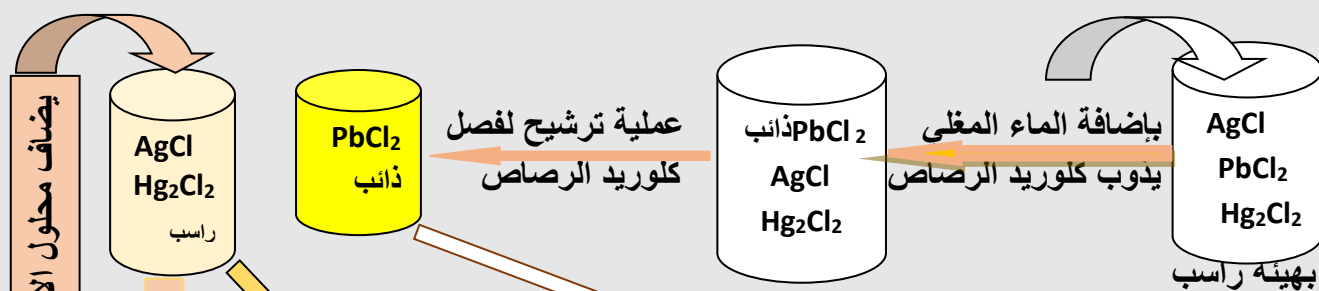 AgCl
PbCl₂
Hg₂Cl₂
بهيئة راسب
بإضافة الماء المغلي
يذوب كلوريد الرصاص
PbCl₂ ذائب
AgCl
Hg₂Cl₂
عملية ترشيح لفصل
كلوريد الرصاص
PbCl₂
ذائب
AgCl
Hg₂Cl₂
راسب
يضاف محلول